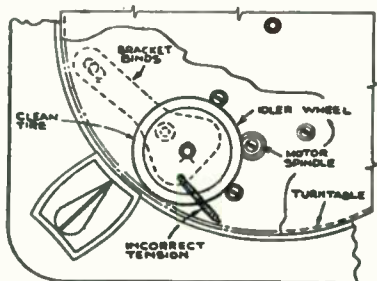 BRACKET
BINDS
CLEAN
TIRE
IDLER WHEEL
MOTOR
SPINDLE
TURNTABLE
INCORRECT
TENSION